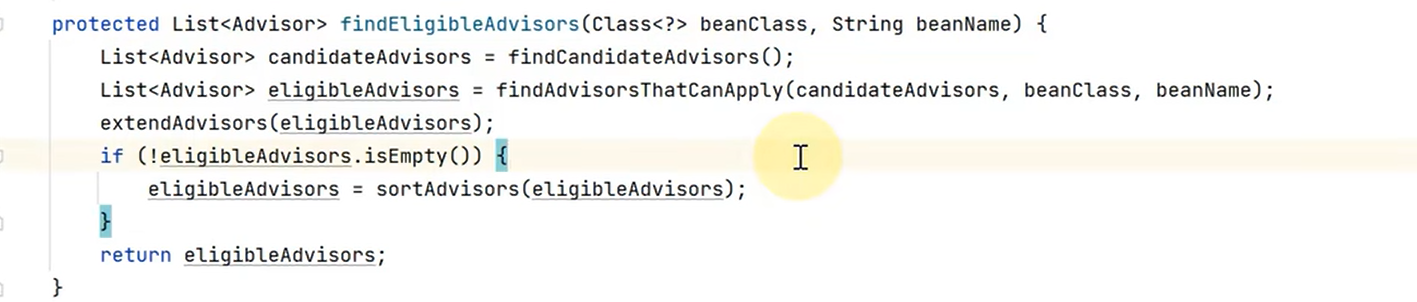 protected List<Advisor> findEligibleAdvisors(Class<?> beanClass, String beanName) {
    List<Advisor> candidateAdvisors = findCandidateAdvisors();
    List<Advisor> eligibleAdvisors = findAdvisorsThatCanApply(candidateAdvisors, beanClass, beanName);
    extendAdvisors(eligibleAdvisors);
    if (!eligibleAdvisors.isEmpty()) {
        eligibleAdvisors = sortAdvisors(eligibleAdvisors);
    }
    return eligibleAdvisors;
}